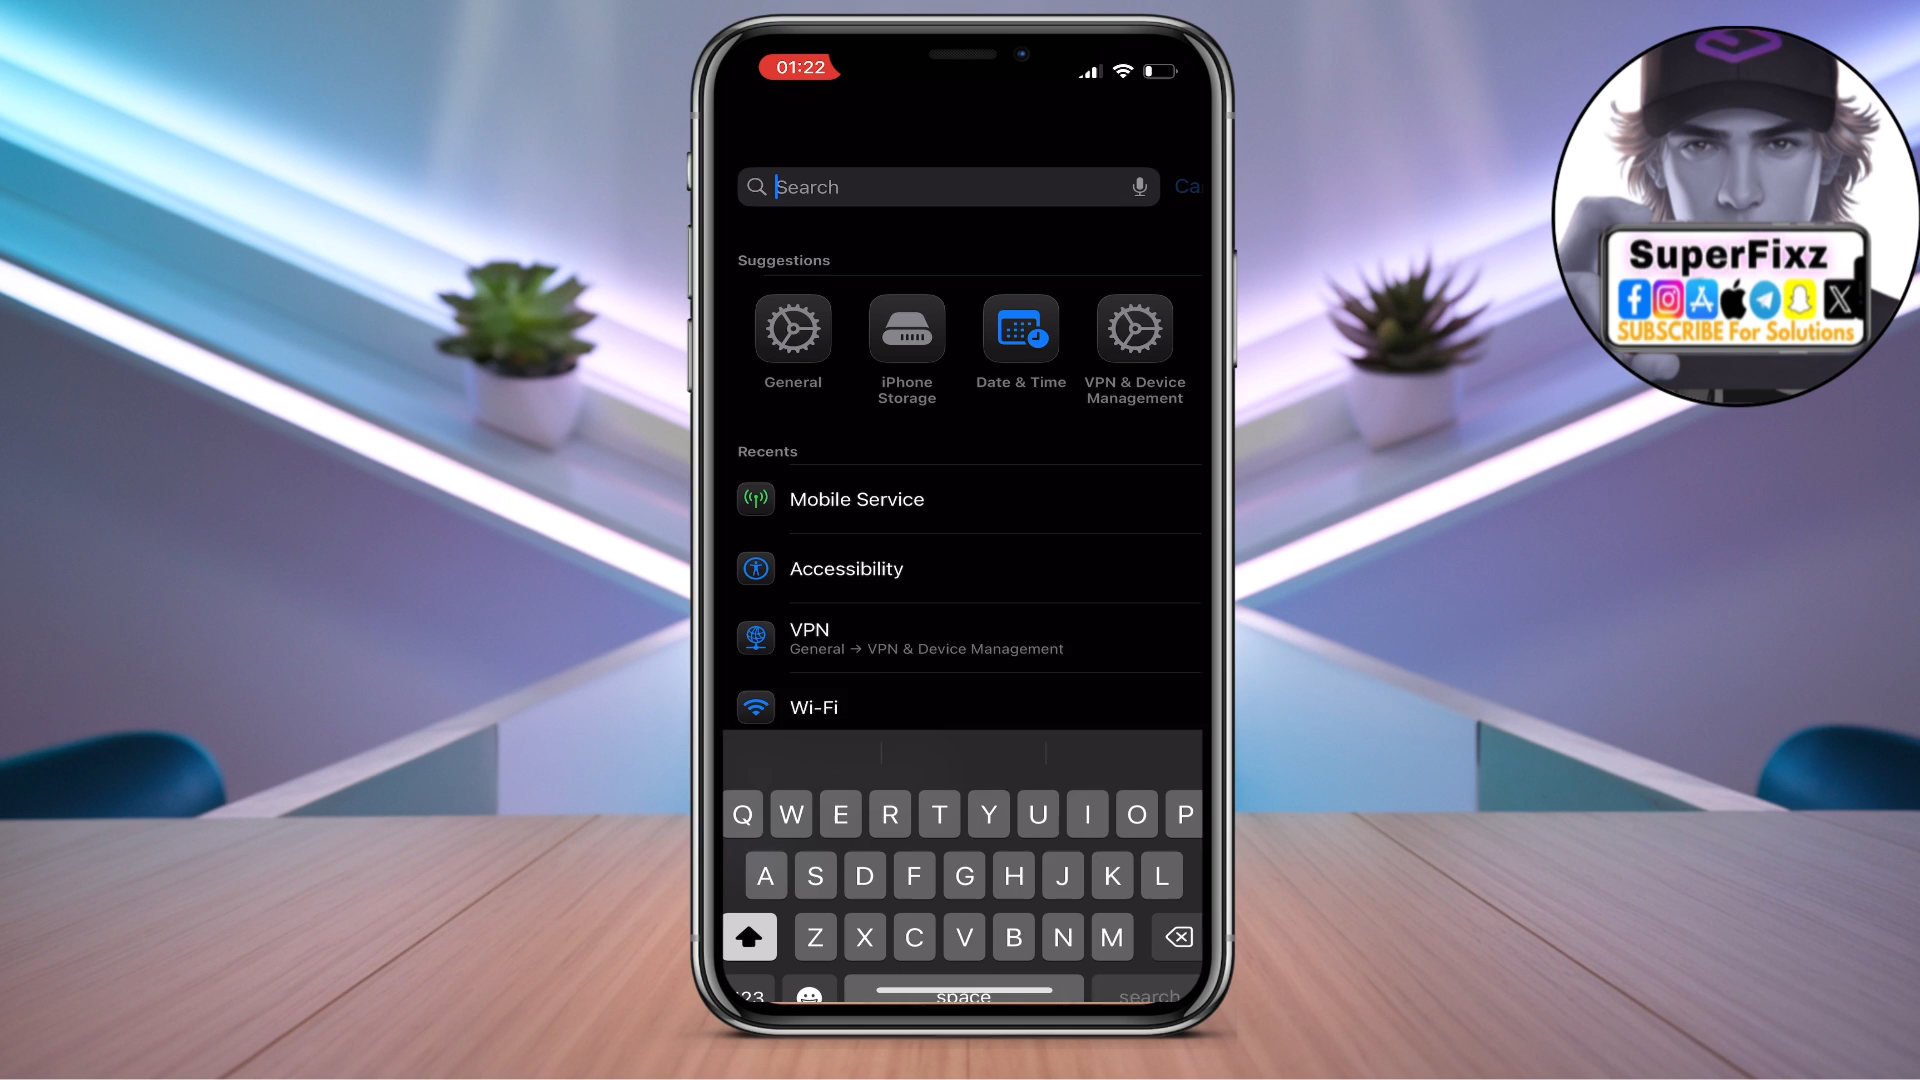 01:22
Search
Ca
Suggestions
General
iPhone
Storage
Date & Time
VPN & Device
Management
Recents
Mobile Service
Accessibility
VPN
General → VPN & Device Management
Wi-Fi
Q W E R T Y U I O P
A S D F G H J K L
Z X C V B N M
123 space search
SuperFixz
SUBSCRIBE For Solutions